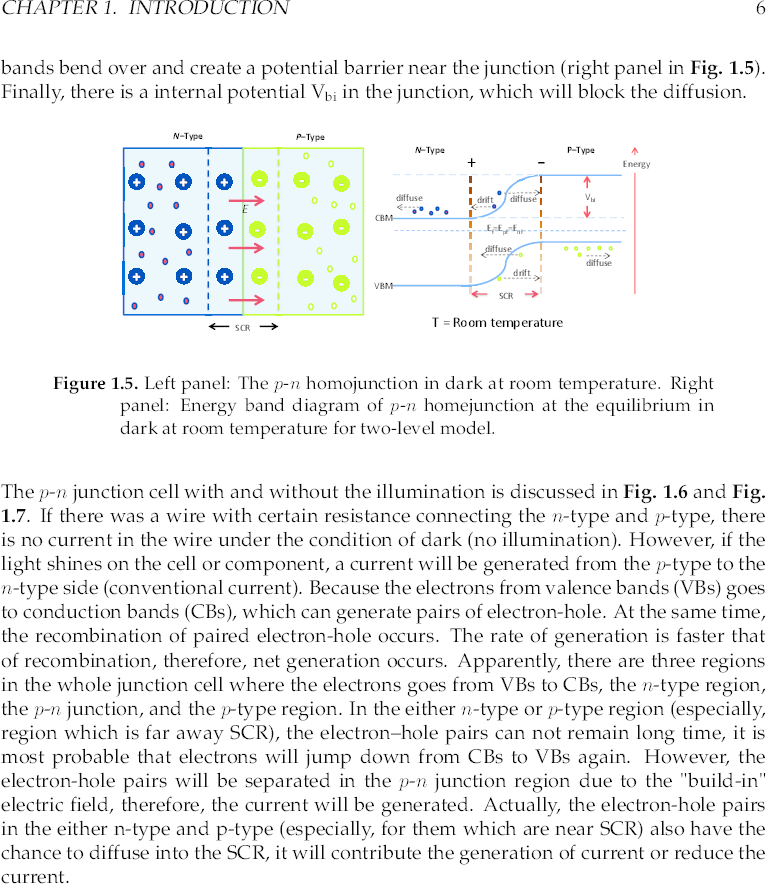 CHAPTER 1. INTRODUCTION 6
bands bend over and create a potential barrier near the junction (right panel in Fig. 1.5).
Finally, there is a internal potential Vbi in the junction, which will block the diffusion.
N–Type P–Type
+ + + - - -
E
+ + + - - -
+ + + - - -
SCR
N–Type + − P–Type
Energy
diffuse drift diffuse Vbi
CBM
diffuse
diffuse
drift
VBM
SCR
T = Room temperature
Figure 1.5. Left panel: The p-n homojunction in dark at room temperature. Right
panel: Energy band diagram of p-n homejunction at the equilibrium in
dark at room temperature for two-level model.
The p-n junction cell with and without the illumination is discussed in Fig. 1.6 and Fig.
1.7. If there was a wire with certain resistance connecting the n-type and p-type, there
is no current in the wire under the condition of dark (no illumination). However, if the
light shines on the cell or component, a current will be generated from the p-type to the
n-type side (conventional current). Because the electrons from valence bands (VBs) goes
to conduction bands (CBs), which can generate pairs of electron-hole. At the same time,
the recombination of paired electron-hole occurs. The rate of generation is faster that
of recombination, therefore, net generation occurs. Apparently, there are three regions
in the whole junction cell where the electrons goes from VBs to CBs, the n-type region,
the p-n junction, and the p-type region. In the either n-type or p-type region (especially,
region which is far away SCR), the electron–hole pairs can not remain long time, it is
most probable that electrons will jump down from CBs to VBs again. However, the
electron-hole pairs will be separated in the p-n junction region due to the "build-in"
electric field, therefore, the current will be generated. Actually, the electron-hole pairs
in the either n-type and p-type (especially, for them which are near SCR) also have the
chance to diffuse into the SCR, it will contribute the generation of current or reduce the
current.